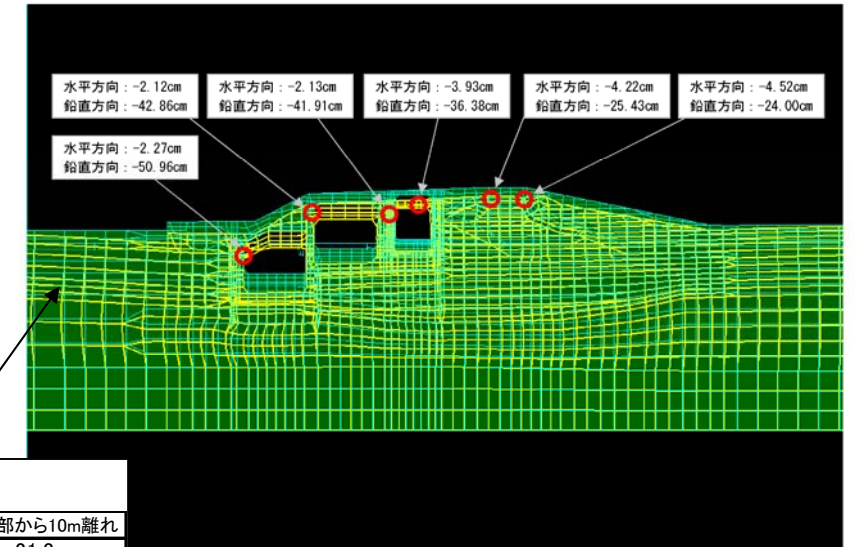 水平方向：-2.12cm
鉛直方向：-42.86cm
水平方向：-2.13cm
鉛直方向：-41.91cm
水平方向：-3.93cm
鉛直方向：-36.38cm
水平方向：-4.22cm
鉛直方向：-25.43cm
水平方向：-4.52cm
鉛直方向：-24.00cm
水平方向：-2.27cm
鉛直方向：-50.96cm
部から10m離れ